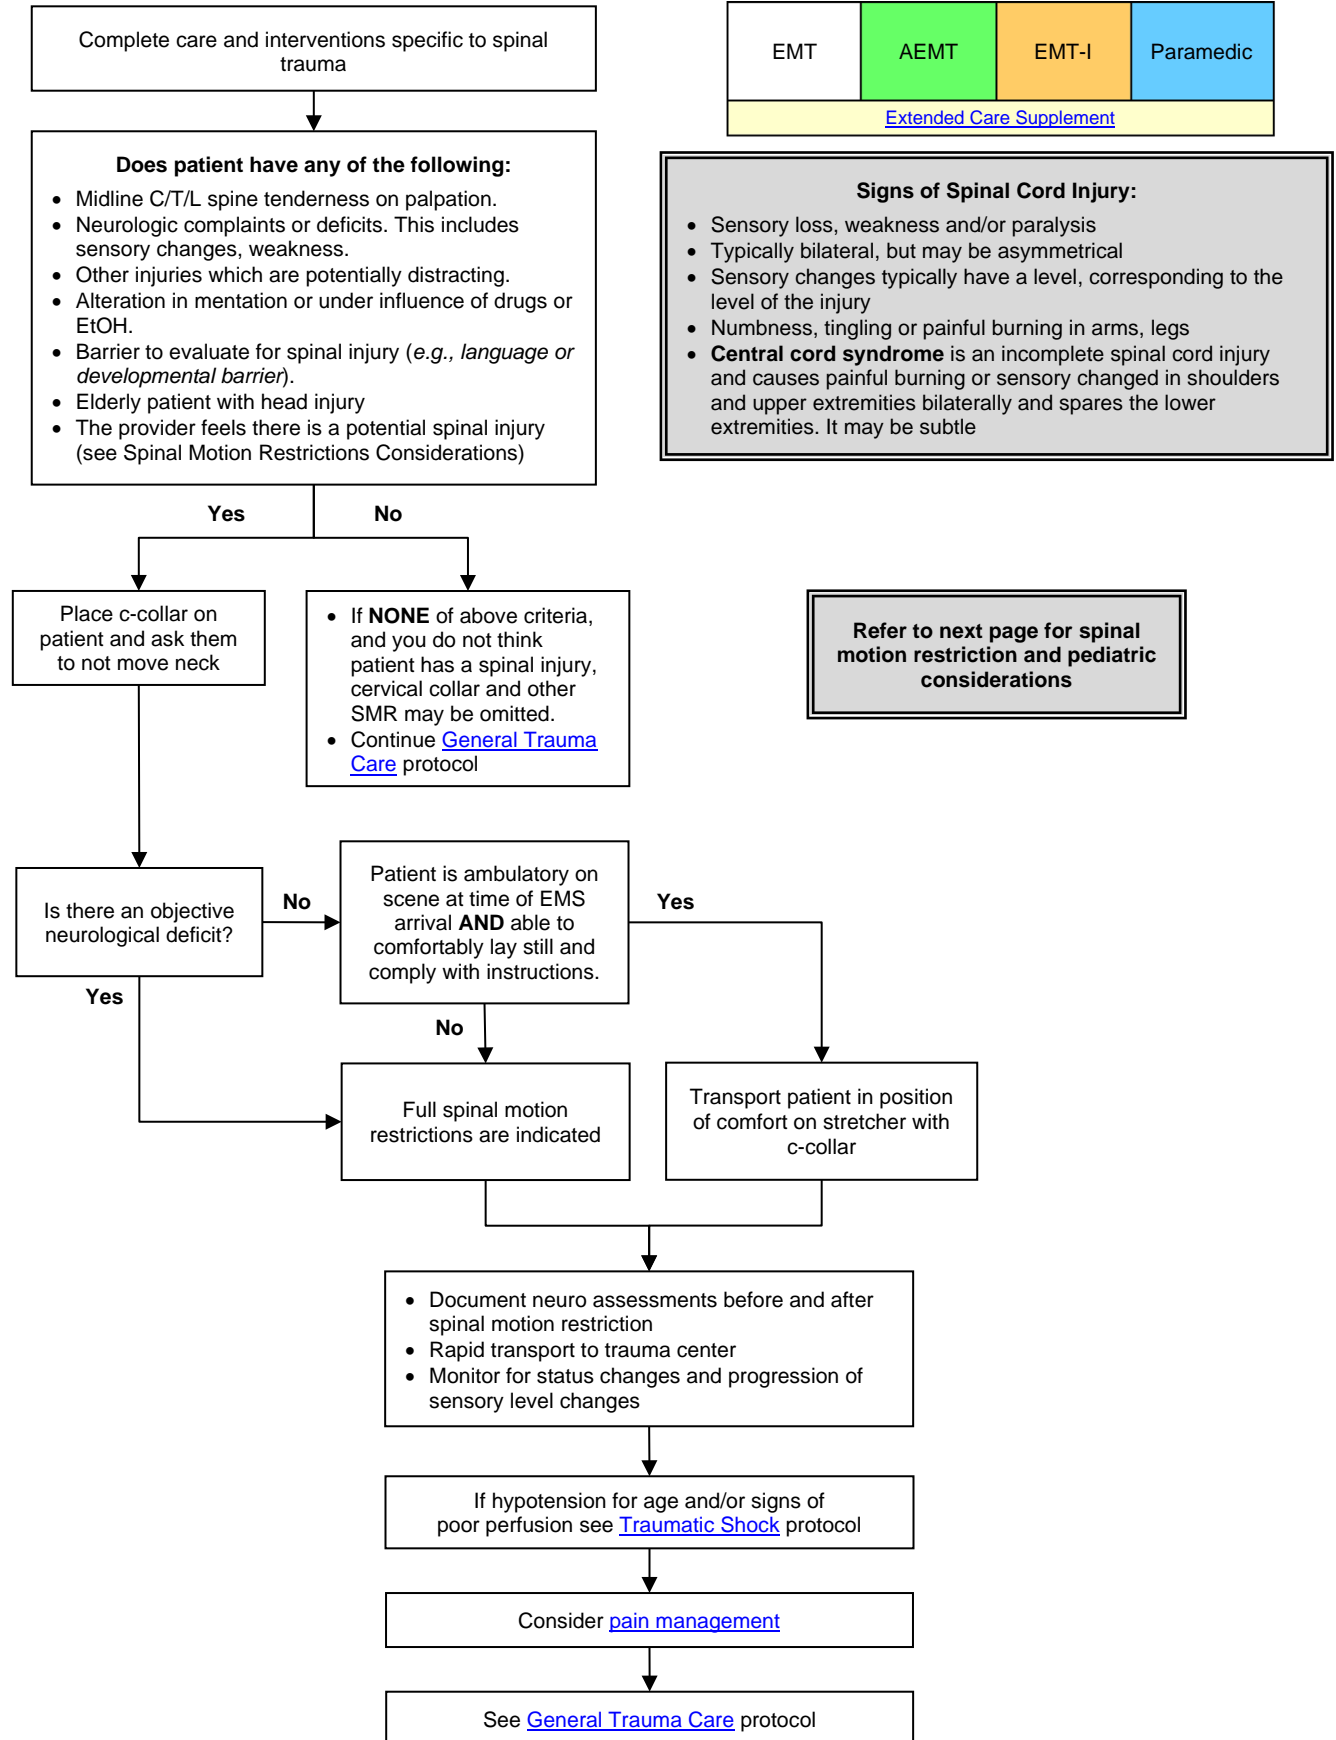 Complete care and interventions specific to spinal
trauma
EMT
AEMT
EMT-I
Paramedic
Extended Care Supplement
Does patient have any of the following:
• Midline C/T/L spine tenderness on palpation.
• Neurologic complaints or deficits. This includes
sensory changes, weakness.
• Other injuries which are potentially distracting.
• Alteration in mentation or under influence of drugs or
EtOH.
• Barrier to evaluate for spinal injury (e.g., language or
developmental barrier).
• Elderly patient with head injury
• The provider feels there is a potential spinal injury
(see Spinal Motion Restrictions Considerations)
Signs of Spinal Cord Injury:
• Sensory loss, weakness and/or paralysis
• Typically bilateral, but may be asymmetrical
• Sensory changes typically have a level, corresponding to the
level of the injury
• Numbness, tingling or painful burning in arms, legs
• Central cord syndrome is an incomplete spinal cord injury
and causes painful burning or sensory changed in shoulders
and upper extremities bilaterally and spares the lower
extremities. It may be subtle
Yes
No
Place c-collar on
patient and ask them
to not move neck
• If NONE of above criteria,
and you do not think
patient has a spinal injury,
cervical collar and other
SMR may be omitted.
• Continue General Trauma
Care protocol
Refer to next page for spinal
motion restriction and pediatric
considerations
Is there an objective
neurological deficit?
No
Patient is ambulatory on
scene at time of EMS
arrival AND able to
comfortably lay still and
comply with instructions.
Yes
Yes
No
Full spinal motion
restrictions are indicated
Transport patient in position
of comfort on stretcher with
c-collar
• Document neuro assessments before and after
spinal motion restriction
• Rapid transport to trauma center
• Monitor for status changes and progression of
sensory level changes
If hypotension for age and/or signs of
poor perfusion see Traumatic Shock protocol
Consider pain management
See General Trauma Care protocol